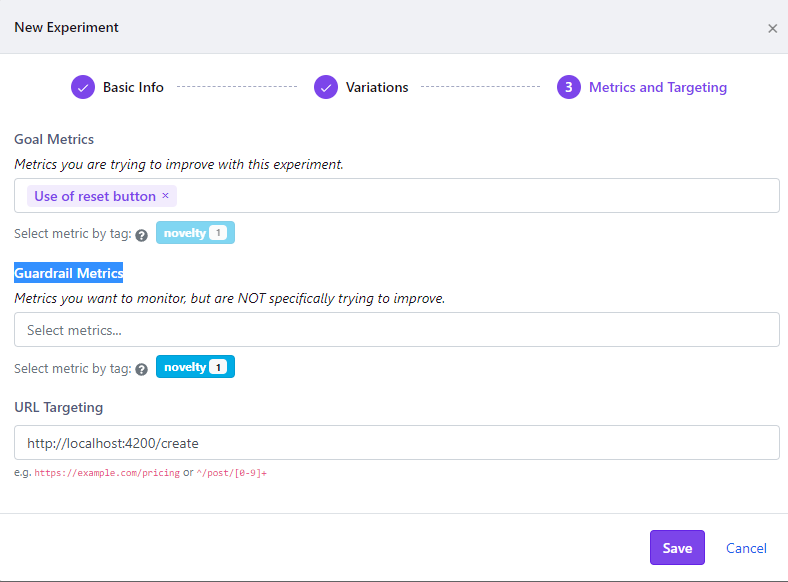 New Experiment ×
Basic Info Variations 3 Metrics and Targeting
Goal Metrics
Metrics you are trying to improve with this experiment.
Use of reset button ×
Select metric by tag: ? novelty 1
Guardrail Metrics
Metrics you want to monitor, but are NOT specifically trying to improve.
Select metrics...
Select metric by tag: ? novelty 1
URL Targeting
http://localhost:4200/create
e.g. https://example.com/pricing or ^/post/[0-9]+
Save Cancel